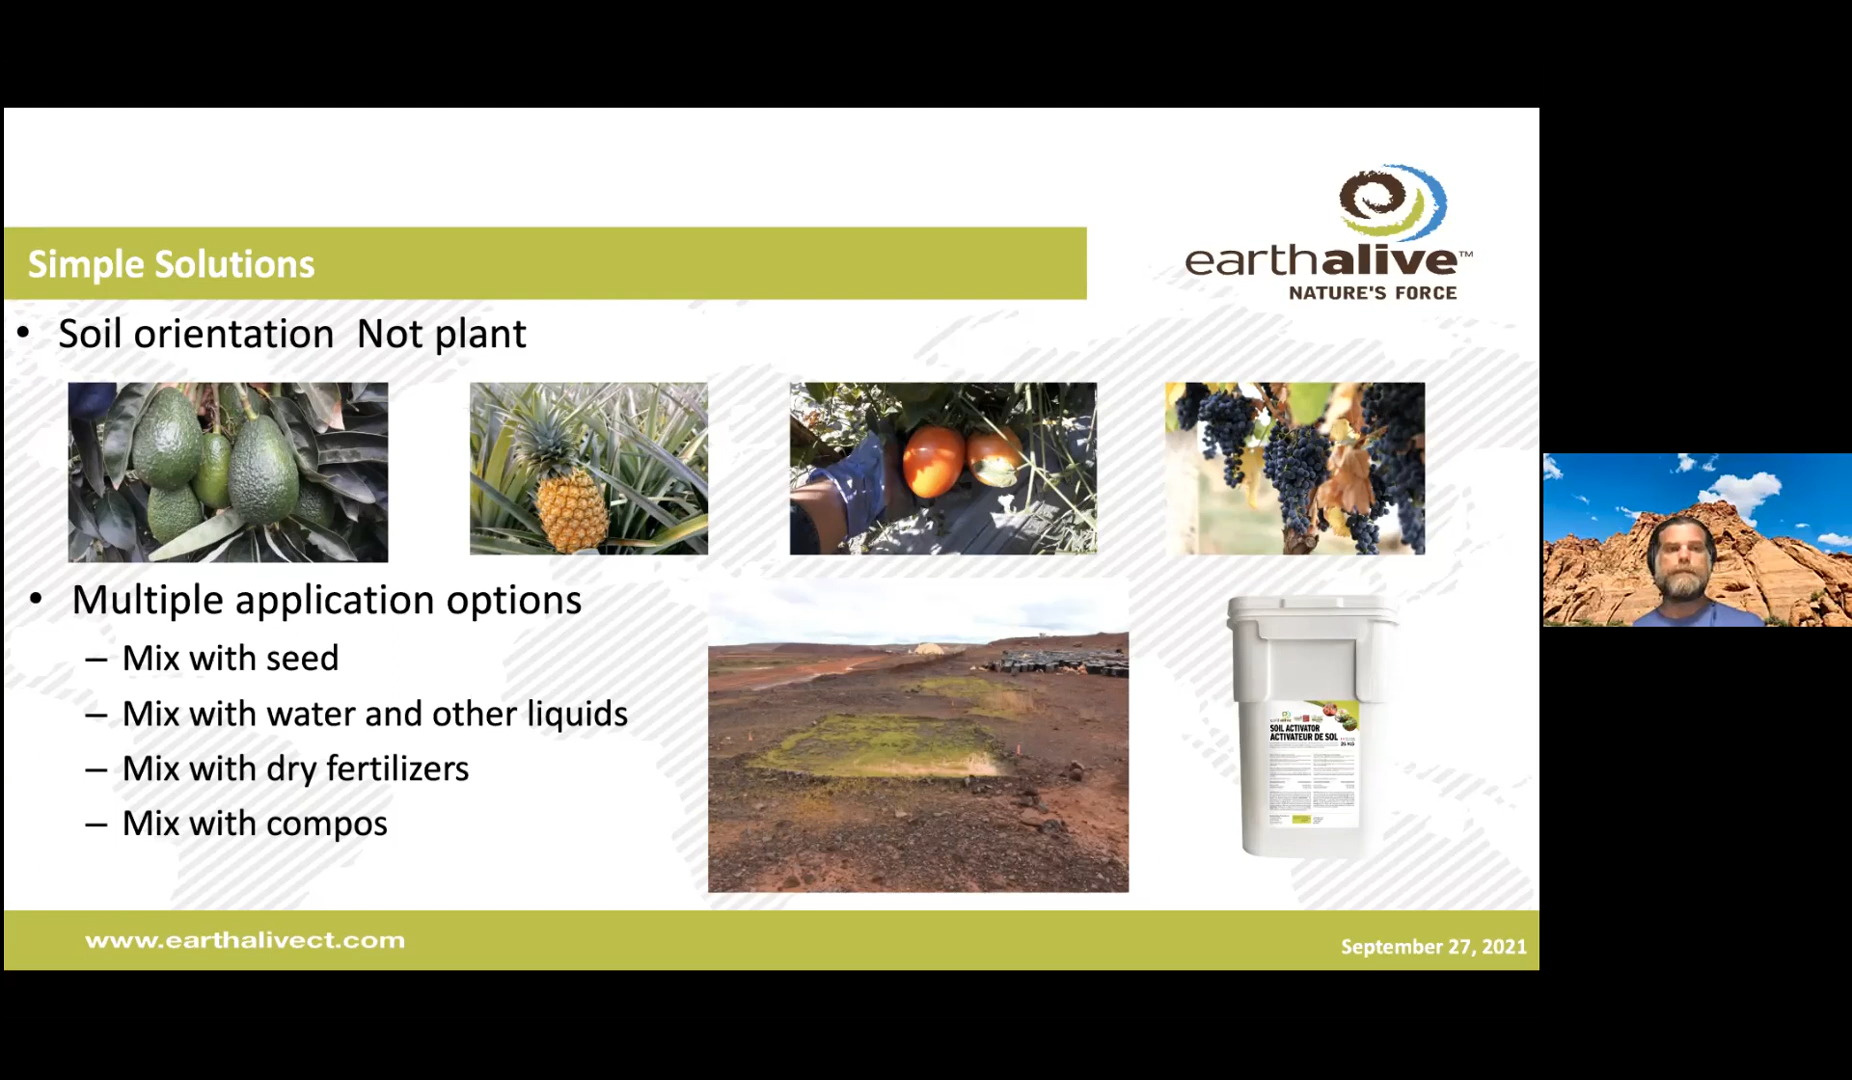 earthalive™
NATURE'S FORCE
Simple Solutions
• Soil orientation  Not plant
• Multiple application options
– Mix with seed
– Mix with water and other liquids
– Mix with dry fertilizers
– Mix with compos
SOIL ACTIVATOR
ACTIVATEUR DE SOL
25 KG
www.earthalivect.com
September 27, 2021